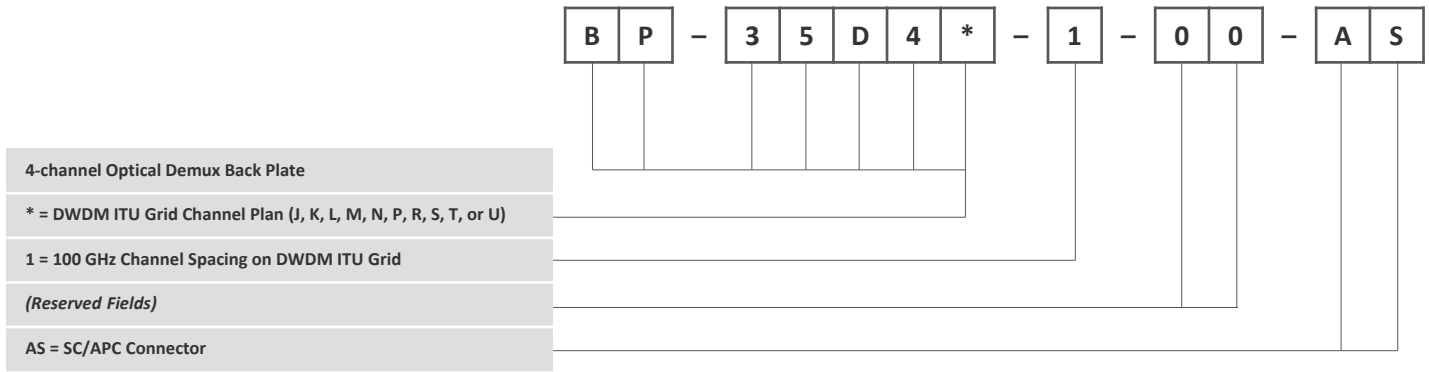 B P – 3 5 D 4 * – 1 – 0 0 – A S
4-channel Optical Demux Back Plate
* = DWDM ITU Grid Channel Plan (J, K, L, M, N, P, R, S, T, or U)
1 = 100 GHz Channel Spacing on DWDM ITU Grid
(Reserved Fields)
AS = SC/APC Connector